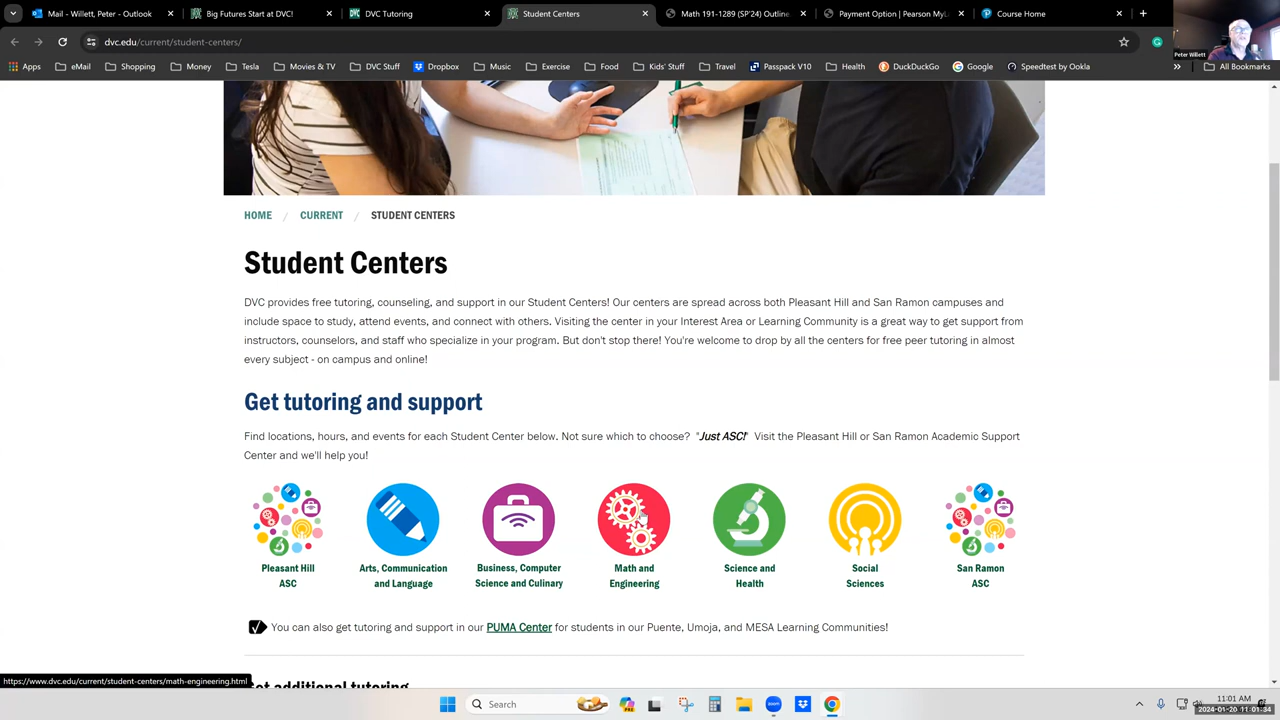 Mail - Willett, Peter - Outlook
Big Futures Start at DVC!
DVC Tutoring
Student Centers
Math 191-1289 (SP'24) Outline
Payment Option | Pearson MyL
Course Home
dvc.edu/current/student-centers/
Peter Willett
Apps
eMail
Shopping
Money
Tesla
Movies & TV
DVC Stuff
Dropbox
Music
Exercise
Food
Kids' Stuff
Travel
Passpack V10
Health
DuckDuckGo
Google
Speedtest by Ookla
All Bookmarks
HOME / CURRENT / STUDENT CENTERS
Student Centers
DVC provides free tutoring, counseling, and support in our Student Centers! Our centers are spread across both Pleasant Hill and San Ramon campuses and
include space to study, attend events, and connect with others. Visiting the center in your Interest Area or Learning Community is a great way to get support from
instructors, counselors, and staff who specialize in your program. But don't stop there! You're welcome to drop by all the centers for free peer tutoring in almost
every subject - on campus and online!
Get tutoring and support
Find locations, hours, and events for each Student Center below. Not sure which to choose? "Just ASC!" Visit the Pleasant Hill or San Ramon Academic Support
Center and we'll help you!
Pleasant Hill
ASC
Arts, Communication
and Language
Business, Computer
Science and Culinary
Math and
Engineering
Science and
Health
Social
Sciences
San Ramon
ASC
You can also get tutoring and support in our PUMA Center for students in our Puente, Umoja, and MESA Learning Communities!
https://www.dvc.edu/current/student-centers/math-engineering.html
Get additional tutoring
Search
11:01 AM
2024-01-20 11:01:34